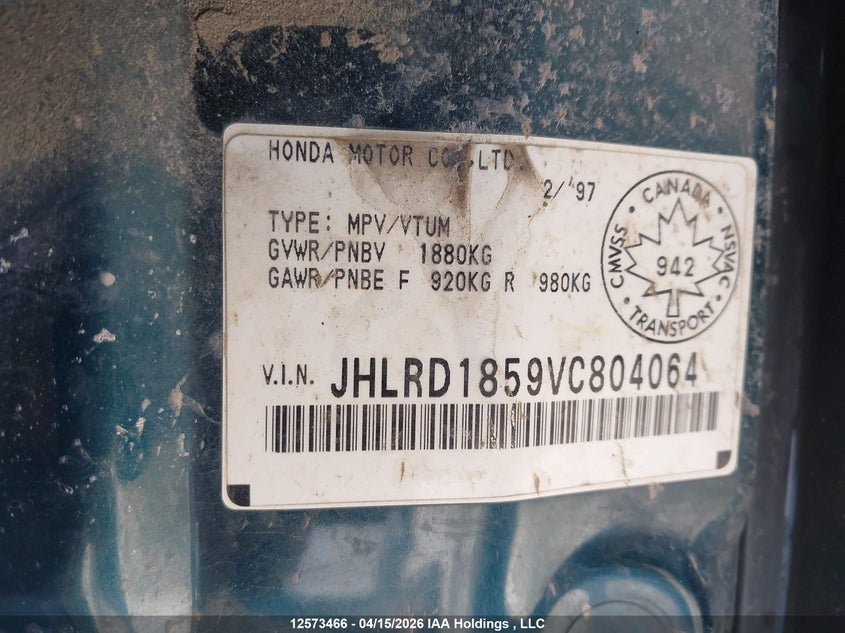 HONDA MOTOR CO.,LTD.
2/'97
TYPE: MPV/VTUM
GVWR/PNBV 1880KG
GAWR/PNBE F 920KG R 980KG
CANADA
CMVSS
942
NSVAC
TRANSPORT
V.I.N. JHLRD1859VC804064
12573466 - 04/15/2026 IAA Holdings , LLC